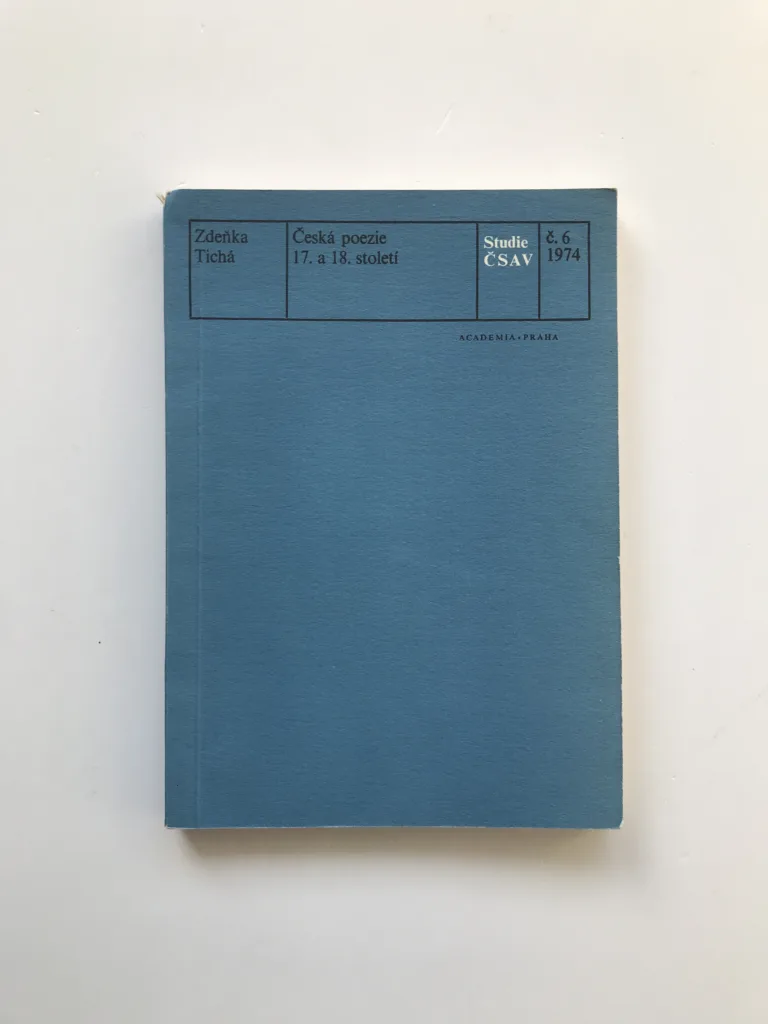 Zdeňka
Tichá
Česká poezie
17. a 18. století
Studie
ČSAV
č. 6
1974
ACADEMIA • PRAHA